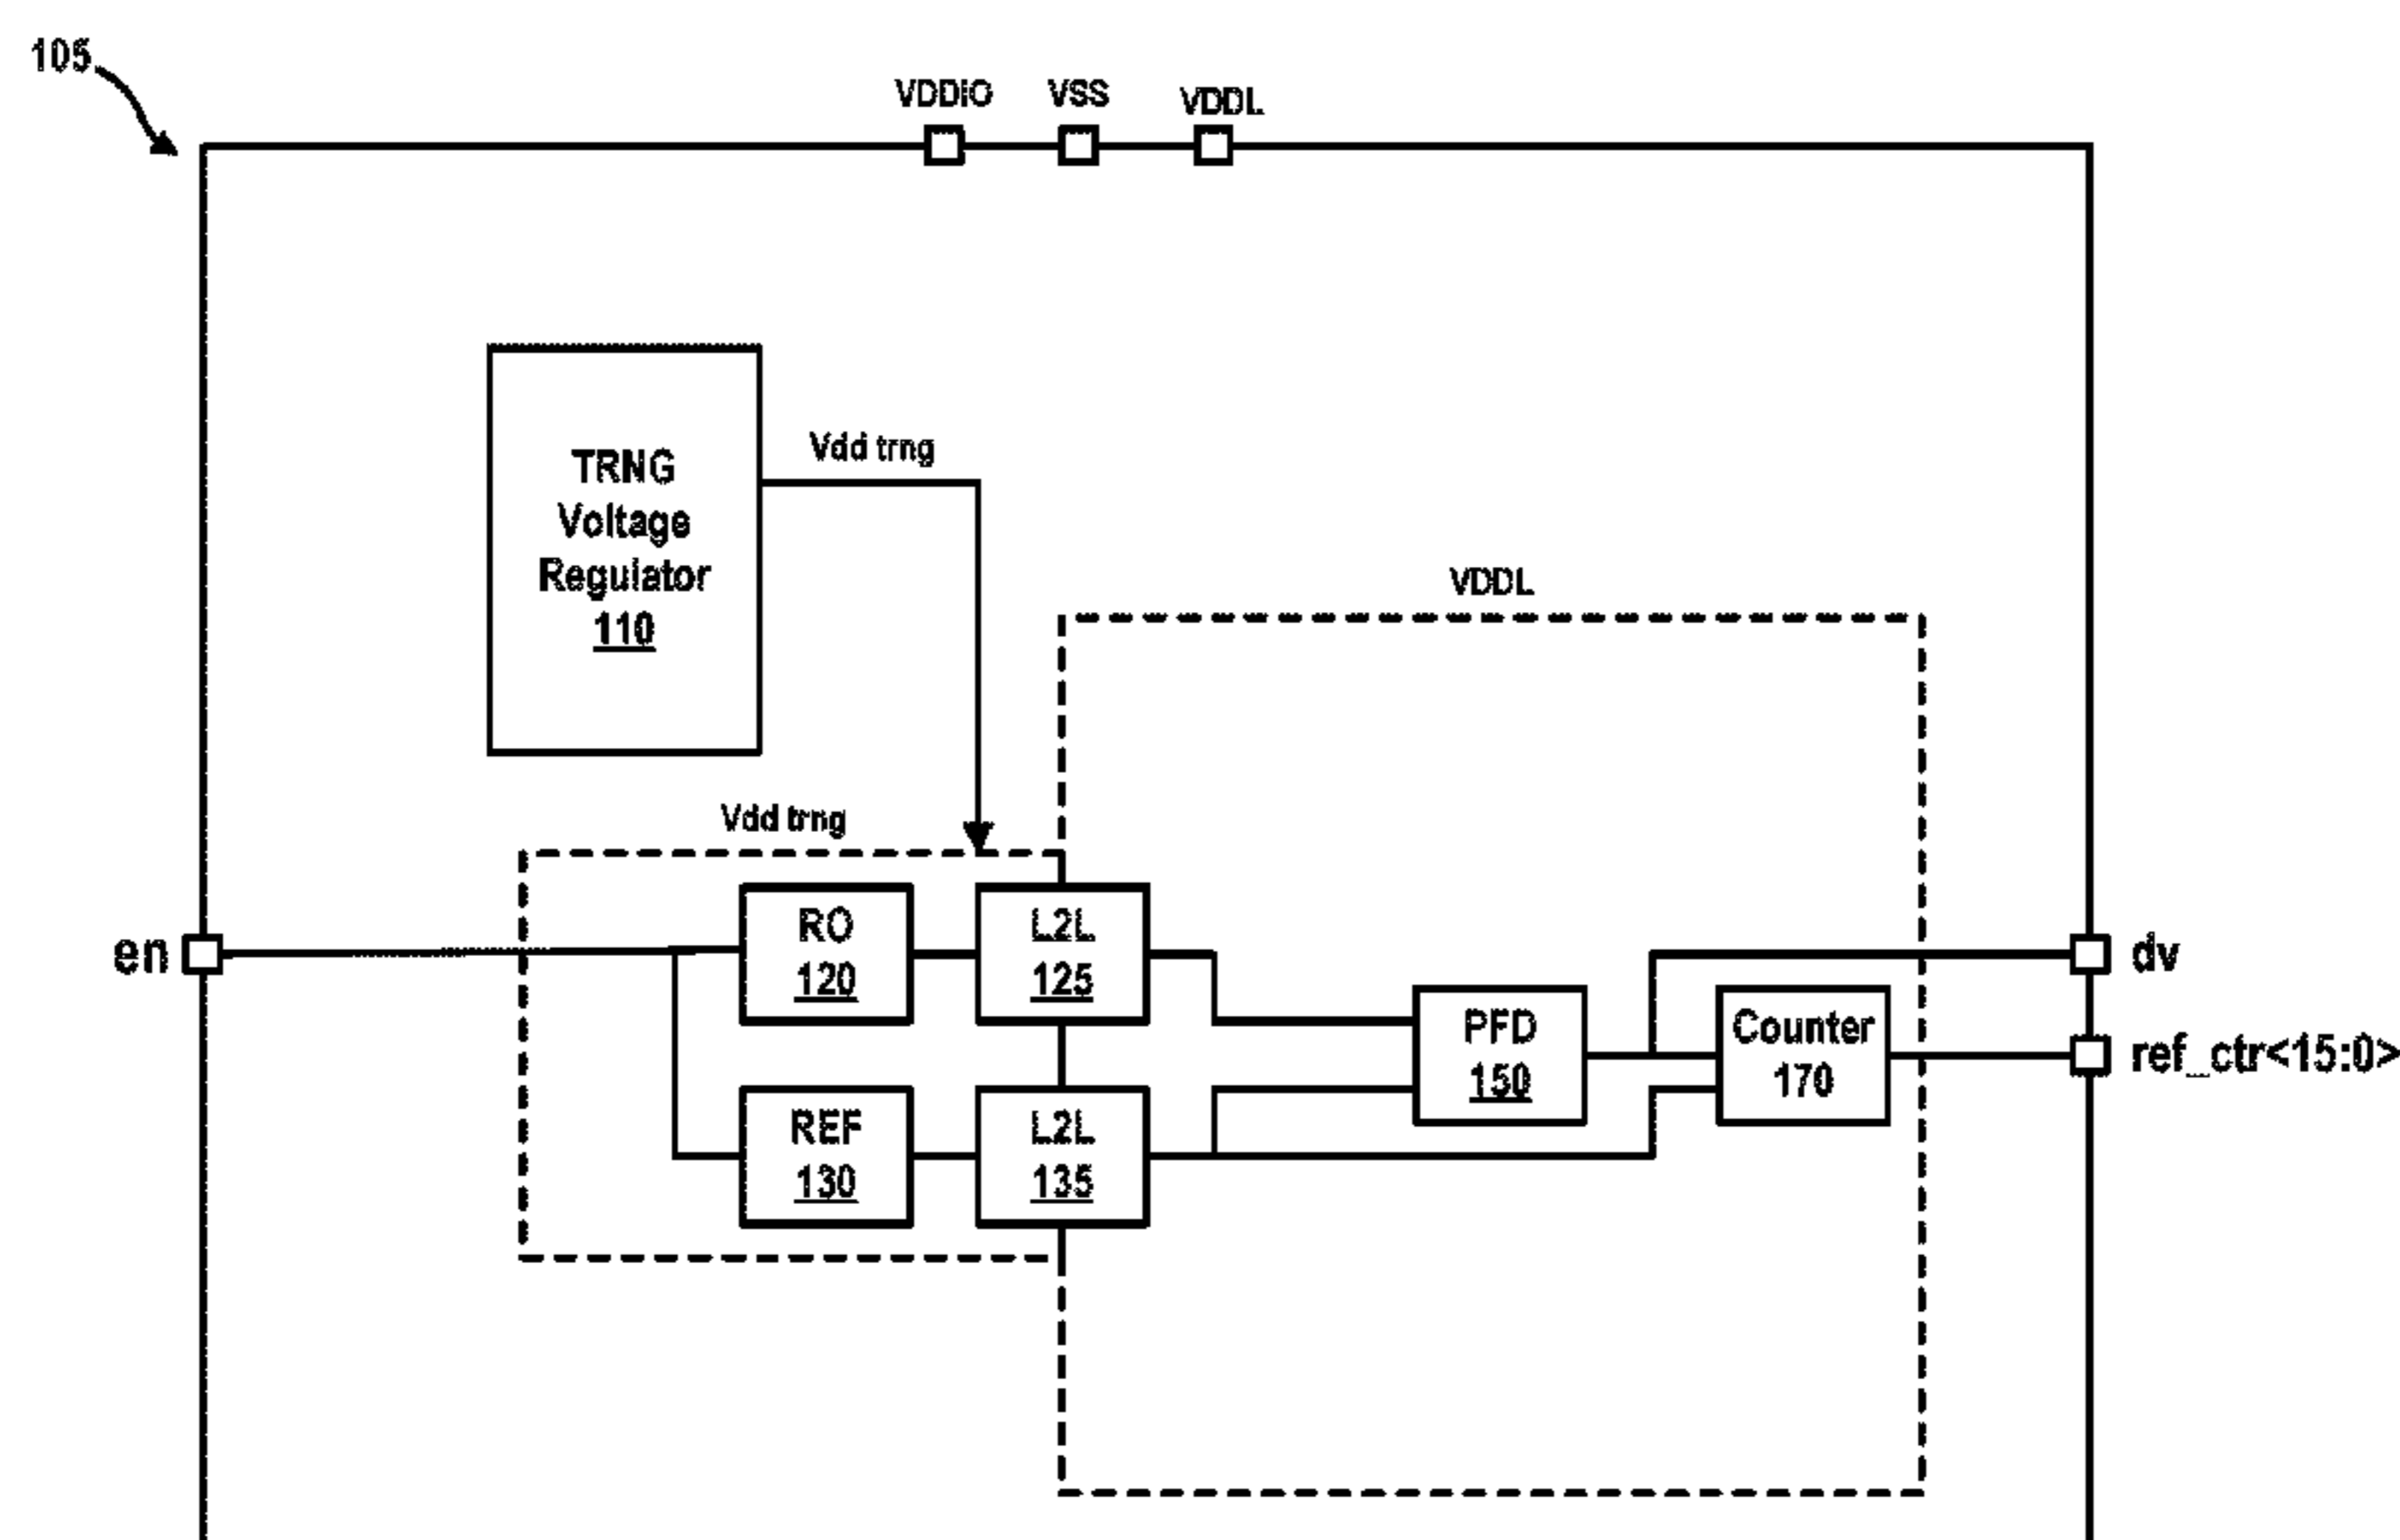 105
VDDIO VSS VDDL
TRNG
Voltage
Regulator
110
Vdd trng
VDDL
Vdd trng
en
RO
120
L2L
125
REF
130
L2L
135
PFD
150
Counter
170
dv
ref_ctr<15:0>